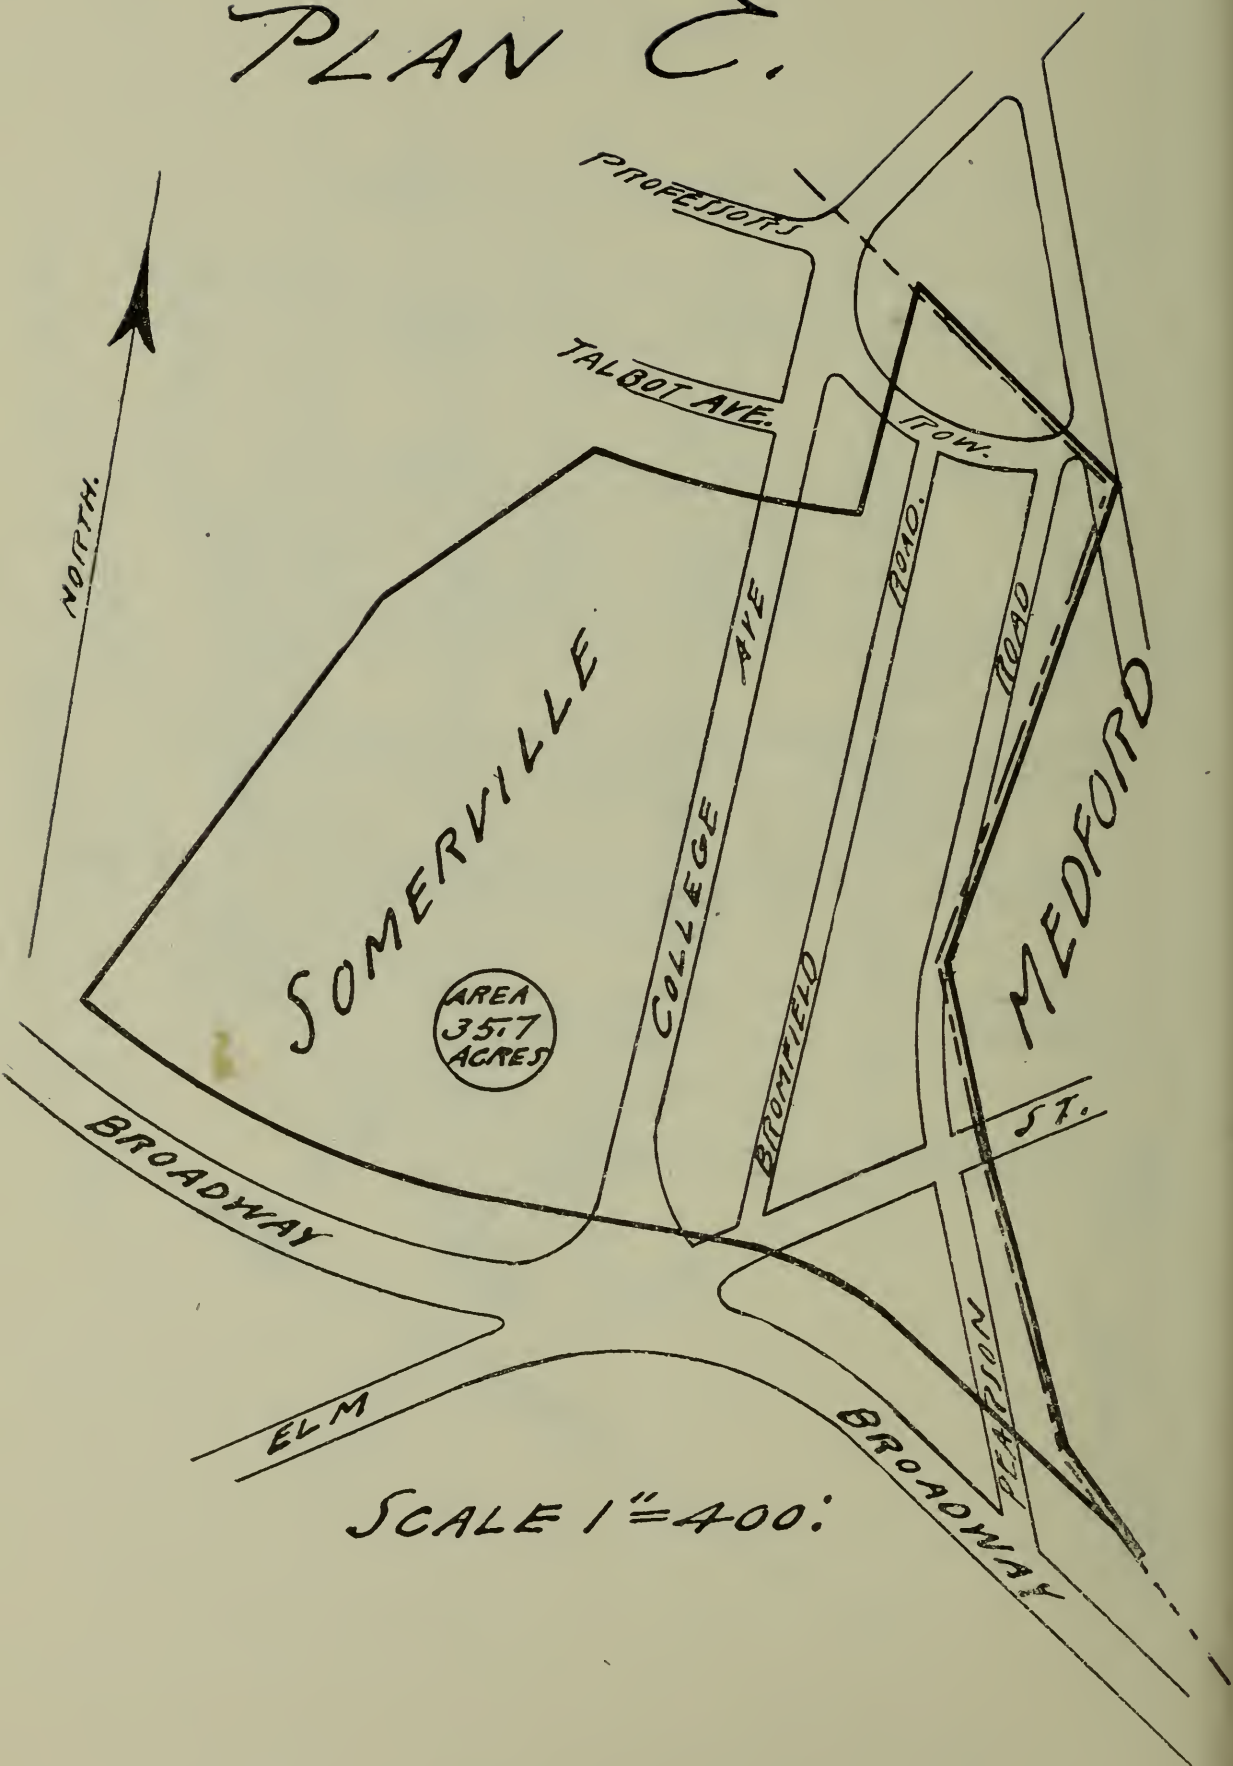 PLAN C.
PROFESSORS
ROW.
TALBOT AVE.
NORTH.
ROAD.
ROAD
AVE
SOMERVILLE
COLLEGE
MEDFORD
BROMFIELD
AREA
35.7
ACRES
ST.
BROADWAY
PEARSON
ELM
BROADWAY
SCALE 1"=400'.